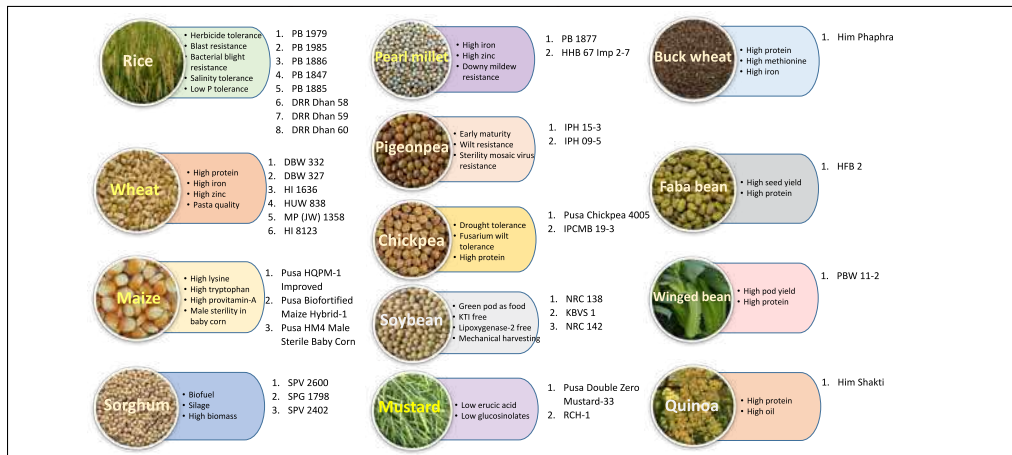 Rice
• Herbicide tolerance
• Blast resistance
• Bacterial blight
resistance
• Salinity tolerance
• Low P tolerance
1. PB 1979
2. PB 1985
3. PB 1886
4. PB 1847
5. PB 1885
6. DRR Dhan 58
7. DRR Dhan 59
8. DRR Dhan 60
Wheat
• High protein
• High iron
• High zinc
• Pasta quality
1. DBW 332
2. DBW 327
3. HI 1636
4. HUW 838
5. MP (JW) 1358
6. HI 8123
Maize
• High lysine
• High tryptophan
• High provitamin-A
• Male sterility in
baby corn
1. Pusa HQPM-1
Improved
2. Pusa Biofortified
Maize Hybrid-1
3. Pusa HM4 Male
Sterile Baby Corn
Sorghum
• Biofuel
• Silage
• High biomass
1. SPV 2600
2. SPG 1798
3. SPV 2402
Pearl millet
• High iron
• High zinc
• Downy mildew
resistance
1. PB 1877
2. HHB 67 Imp 2-7
Pigeonpea
• Early maturity
• Wilt resistance
• Sterility mosaic virus
resistance
1. IPH 15-3
2. IPH 09-5
Chickpea
• Drought tolerance
• Fusarium wilt
tolerance
• High protein
1. Pusa Chickpea 4005
2. IPCMB 19-3
Soybean
• Green pod as food
• KTI free
• Lipoxygenase-2 free
• Mechanical harvesting
1. NRC 138
2. KBVS 1
3. NRC 142
Mustard
• Low erucic acid
• Low glucosinolates
1. Pusa Double Zero
Mustard-33
2. RCH-1
Buck wheat
• High protein
• High methionine
• High iron
1. Him Phaphra
Faba bean
• High seed yield
• High protein
1. HFB 2
Winged bean
• High pod yield
• High protein
1. PBW 11-2
Quinoa
• High protein
• High oil
1. Him Shakti